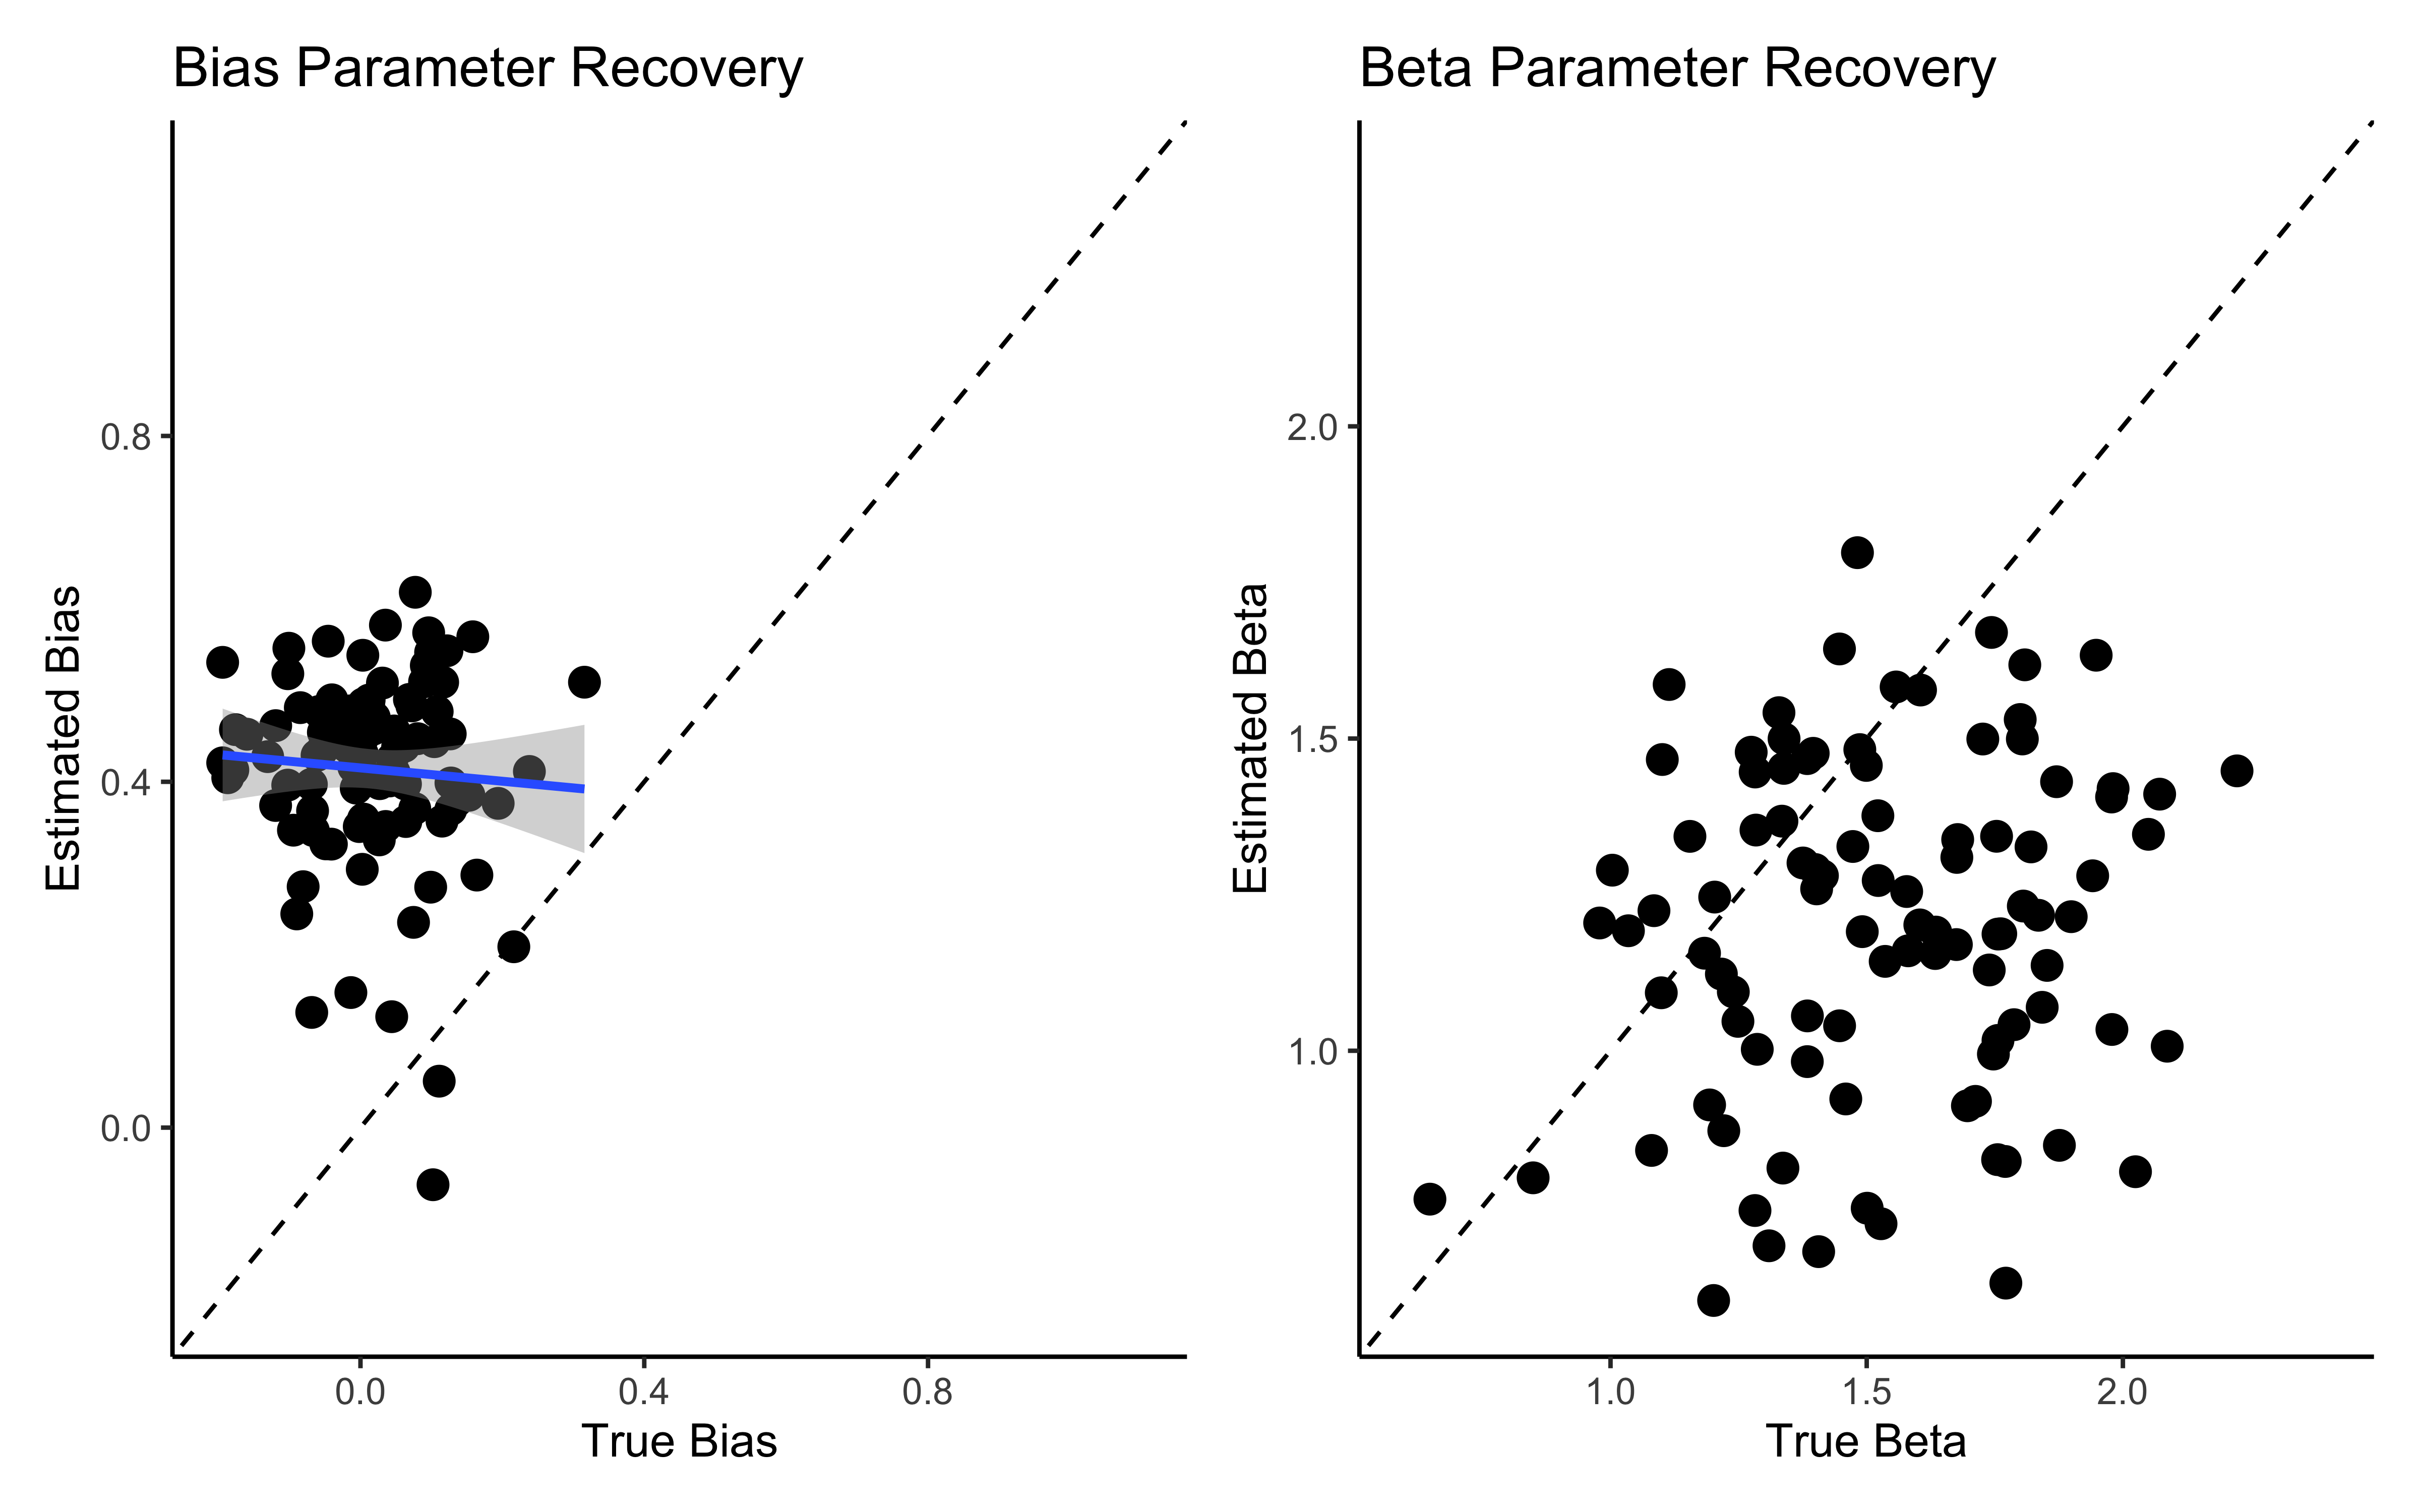 Bias Parameter Recovery
Estimated Bias
0.8
0.4
0.0
0.0 0.4 0.8
True Bias
Beta Parameter Recovery
Estimated Beta
2.0
1.5
1.0
1.0 1.5 2.0
True Beta